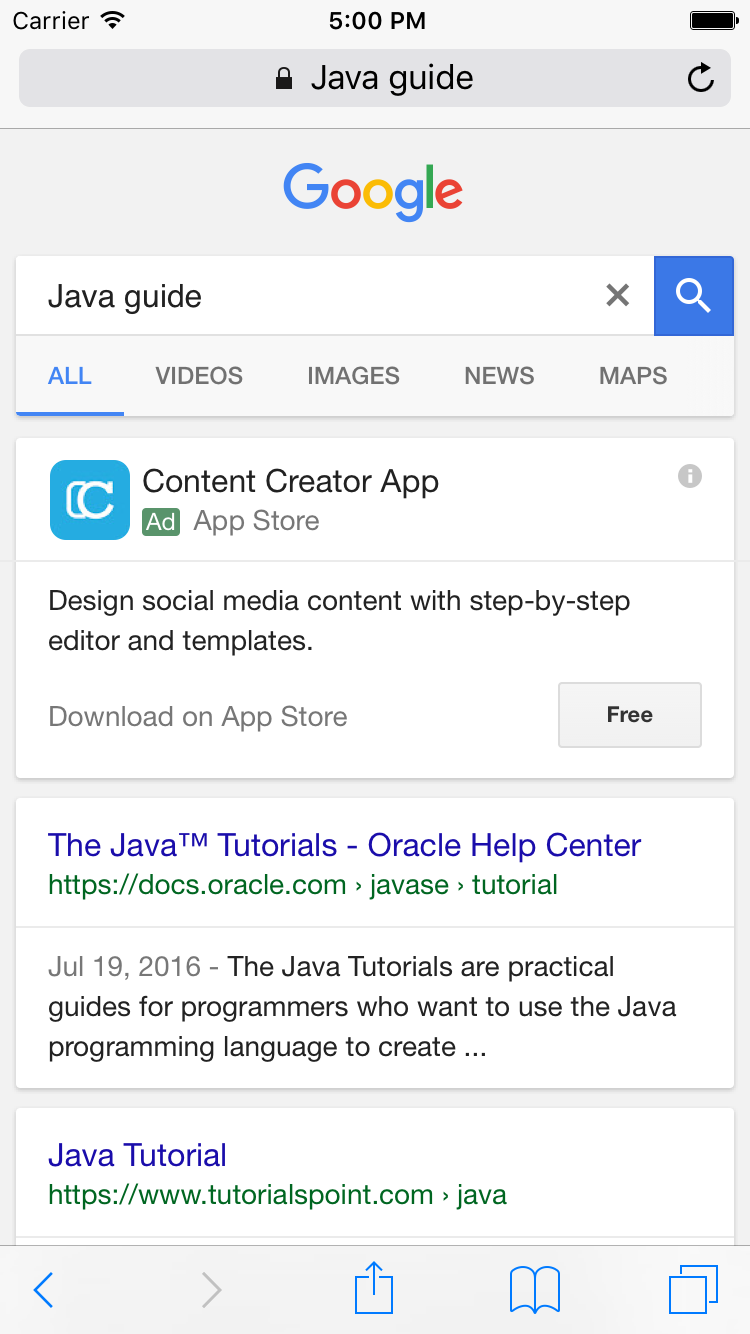 Carrier 5:00 PM
Java guide
Google
Java guide
ALL VIDEOS IMAGES NEWS MAPS
Content Creator App
Ad App Store
Design social media content with step-by-step
editor and templates.
Download on App Store Free
The Java™ Tutorials - Oracle Help Center
https://docs.oracle.com › javase › tutorial
Jul 19, 2016 - The Java Tutorials are practical
guides for programmers who want to use the Java
programming language to create ...
Java Tutorial
https://www.tutorialspoint.com › java